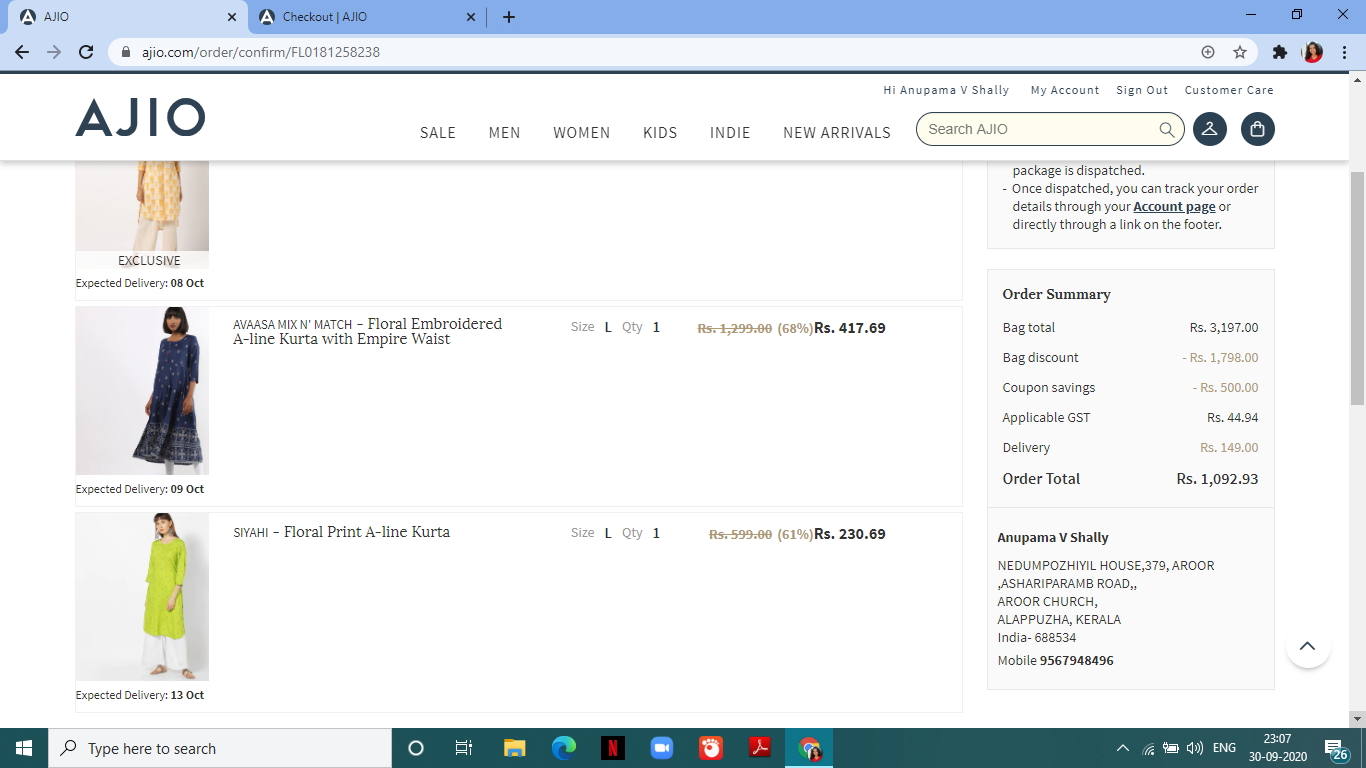 AJIO
Checkout | AJIO
ajio.com/order/confirm/FL0181258238
Hi Anupama V Shally My Account Sign Out Customer Care
AJIO
SALE MEN WOMEN KIDS INDIE NEW ARRIVALS
Search AJIO
EXCLUSIVE
Expected Delivery: 08 Oct
AVAASA MIX N' MATCH - Floral Embroidered
A-line Kurta with Empire Waist
Size L Qty 1
Rs. 1,299.00 (68%)Rs. 417.69
Expected Delivery: 09 Oct
SIYAHI - Floral Print A-line Kurta
Size L Qty 1
Rs. 599.00 (61%)Rs. 230.69
Expected Delivery: 13 Oct
package is dispatched.
- Once dispatched, you can track your order
details through your Account page or
directly through a link on the footer.
Order Summary
Bag total Rs. 3,197.00
Bag discount - Rs. 1,798.00
Coupon savings - Rs. 500.00
Applicable GST Rs. 44.94
Delivery Rs. 149.00
Order Total Rs. 1,092.93
Anupama V Shally
NEDUMPOZHIYIL HOUSE,379, AROOR
,ASHARIPARAMB ROAD,,
AROOR CHURCH,
ALAPPUZHA, KERALA
India- 688534
Mobile 9567948496
Type here to search
ENG
23:07
30-09-2020
26